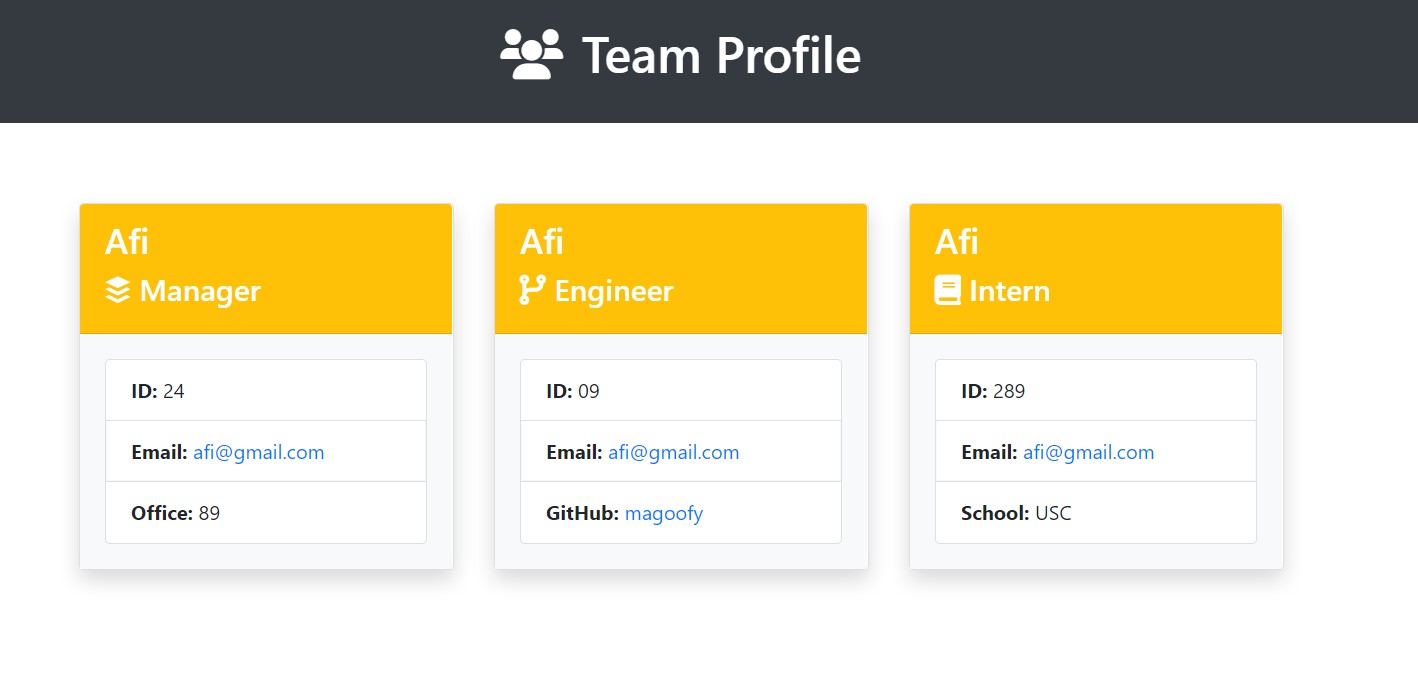 Team Profile
Afi
Manager
ID: 24
Email: afi@gmail.com
Office: 89
Afi
Engineer
ID: 09
Email: afi@gmail.com
GitHub: magoofy
Afi
Intern
ID: 289
Email: afi@gmail.com
School: USC